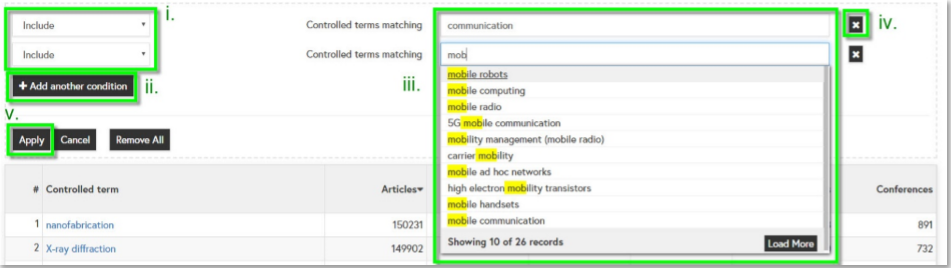 i.
Include Controlled terms matching communication iv.
Include Controlled terms matching mob
iii.
+ Add another condition ii.
mobile robots
mobile computing
mobile radio
5G mobile communication
mobility management (mobile radio)
carrier mobility
mobile ad hoc networks
high electron mobility transistors
mobile handsets
mobile communication
Showing 10 of 26 records Load More
v.
Apply Cancel Remove All
# Controlled term Articles Conferences
1 nanofabrication 150231 891
2 X-ray diffraction 149902 732